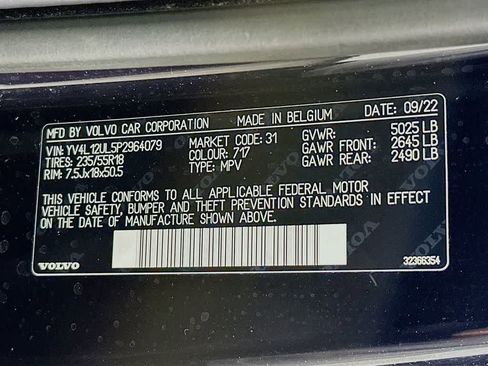 MFD BY VOLVO CAR CORPORATION MADE IN BELGIUM DATE: 09/22
VIN: YV4L12UL5P2964079 MARKET CODE: 31 GVWR: 5025 LB
TIRES: 235/55R18 COLOUR: 717 GAWR FRONT: 2645 LB
RIM: 7.5Jx18x50.5 TYPE: MPV GAWR REAR: 2490 LB
THIS VEHICLE CONFORMS TO ALL APPLICABLE FEDERAL MOTOR
VEHICLE SAFETY, BUMPER AND THEFT PREVENTION STANDARDS IN EFFECT
ON THE DATE OF MANUFACTURE SHOWN ABOVE.
VOLVO 32366354